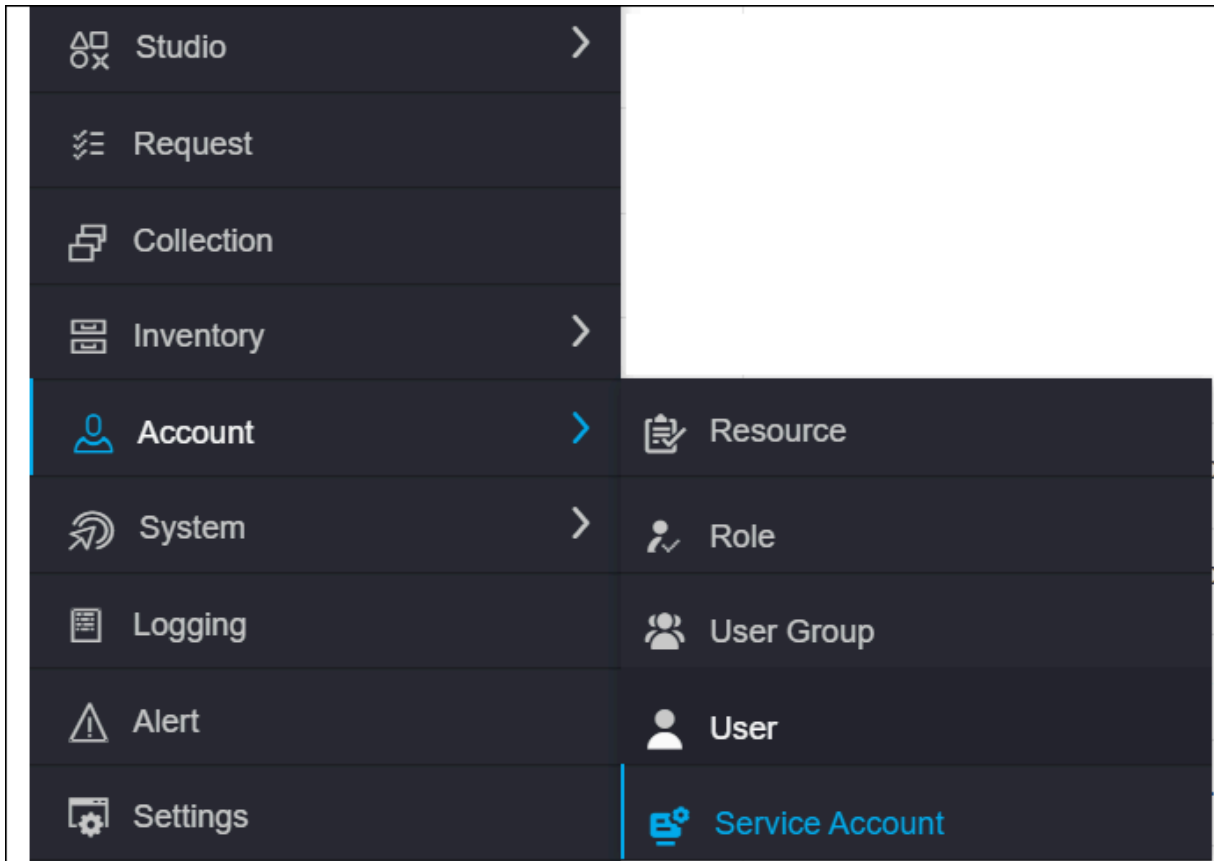 Studio
Request
Collection
Inventory
Account
Resource
System
Role
Logging
User Group
Alert
User
Settings
Service Account